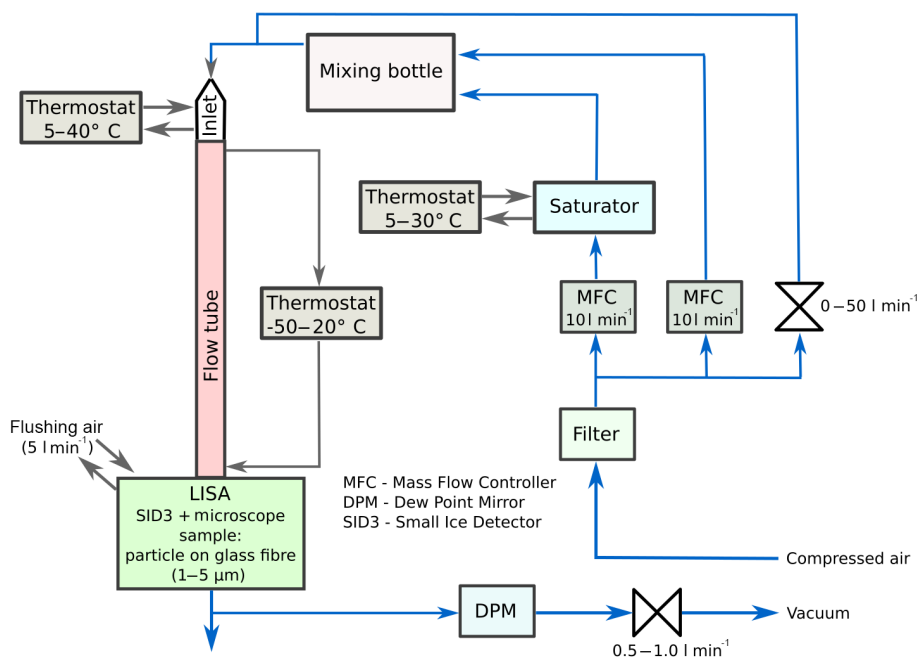 Mixing bottle
Thermostat
5–40° C
Inlet
Thermostat
5–30° C
Saturator
MFC
10 l min⁻¹
MFC
10 l min⁻¹
0–50 l min⁻¹
Thermostat
-50–20° C
Flow tube
Filter
Flushing air
(5 l min⁻¹)
LISA
SID3 + microscope
sample:
particle on glass fibre
(1–5 µm)
MFC - Mass Flow Controller
DPM - Dew Point Mirror
SID3 - Small Ice Detector
Compressed air
DPM
Vacuum
0.5–1.0 l min⁻¹